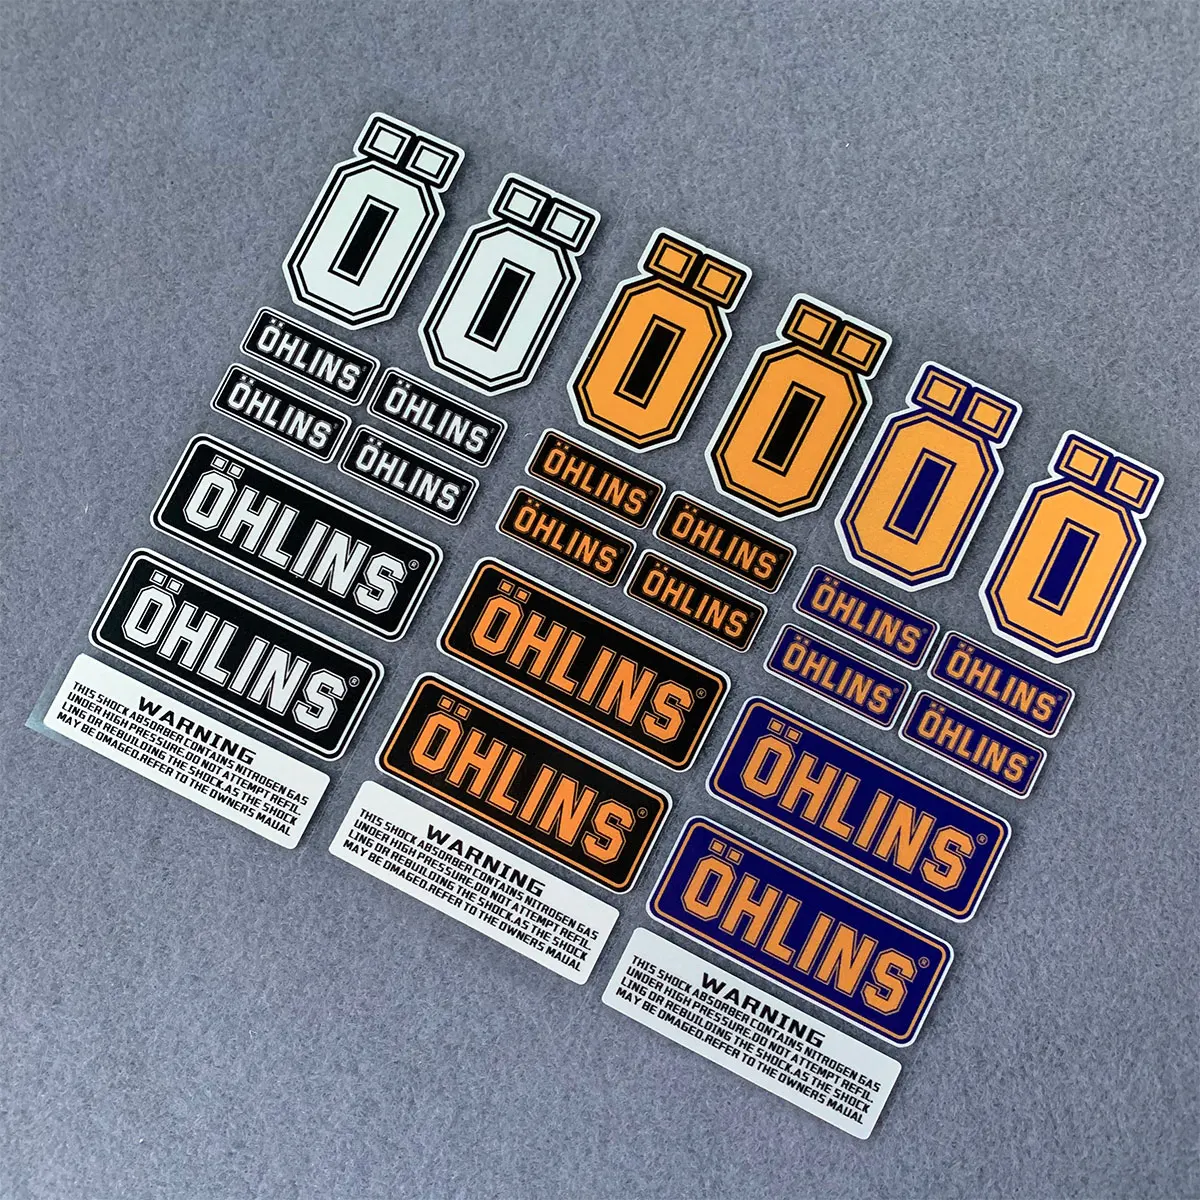 Ö
Ö
ÖHLINS
ÖHLINS
ÖHLINS
ÖHLINS
ÖHLINS®
ÖHLINS®
WARNING
THIS SHOCK ABSORBER CONTAINS NITROGEN GAS
UNDER HIGH PRESSURE.DO NOT ATTEMPT REFIL.
LING OR REBUILDING THE SHOCK.AS THE SHOCK
MAY BE DMAGED.REFER TO THE OWNERS MAUAL
Ö
Ö
ÖHLINS
ÖHLINS
ÖHLINS
ÖHLINS
ÖHLINS®
ÖHLINS®
WARNING
THIS SHOCK ABSORBER CONTAINS NITROGEN GAS
UNDER HIGH PRESSURE.DO NOT ATTEMPT REFIL.
LING OR REBUILDING THE SHOCK.AS THE SHOCK
MAY BE DMAGED.REFER TO THE OWNERS MAUAL
Ö
Ö
ÖHLINS
ÖHLINS
ÖHLINS
ÖHLINS
ÖHLINS®
ÖHLINS®
WARNING
THIS SHOCK ABSORBER CONTAINS NITROGEN GAS
UNDER HIGH PRESSURE.DO NOT ATTEMPT REFIL.
LING OR REBUILDING THE SHOCK.AS THE SHOCK
MAY BE DMAGED.REFER TO THE OWNERS MAUAL